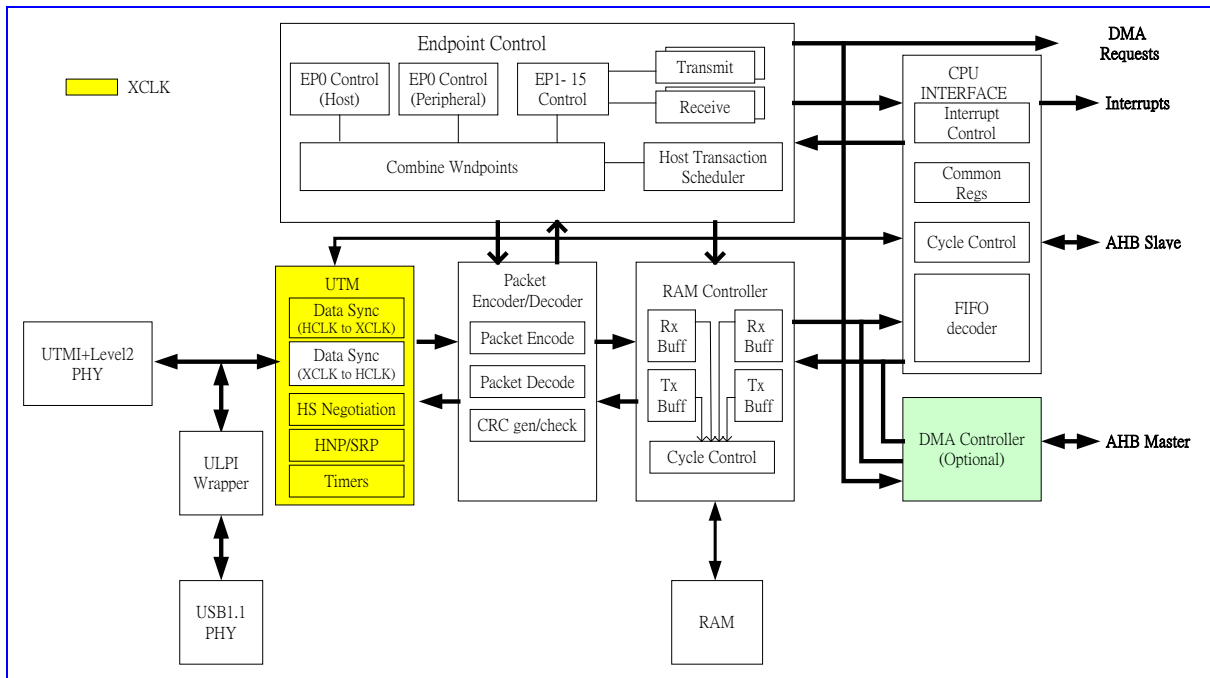 XCLK
Endpoint Control
EP0 Control
(Host)
EP0 Control
(Peripheral)
EP1- 15
Control
Transmit
Receive
Combine Wndpoints
Host Transaction
Scheduler
DMA
Requests
CPU
INTERFACE
Interrupt
Control
Interrupts
Common
Regs
Cycle Control
AHB Slave
FIFO
decoder
UTM
Data Sync
(HCLK to XCLK)
Data Sync
(XCLK to HCLK)
HS Negotiation
HNP/SRP
Timers
Packet
Encoder/Decoder
Packet Encode
Packet Decode
CRC gen/check
RAM Controller
Rx
Buff
Rx
Buff
Tx
Buff
Tx
Buff
Cycle Control
UTMI+Level2
PHY
ULPI
Wrapper
USB1.1
PHY
RAM
DMA Controller
(Optional)
AHB Master